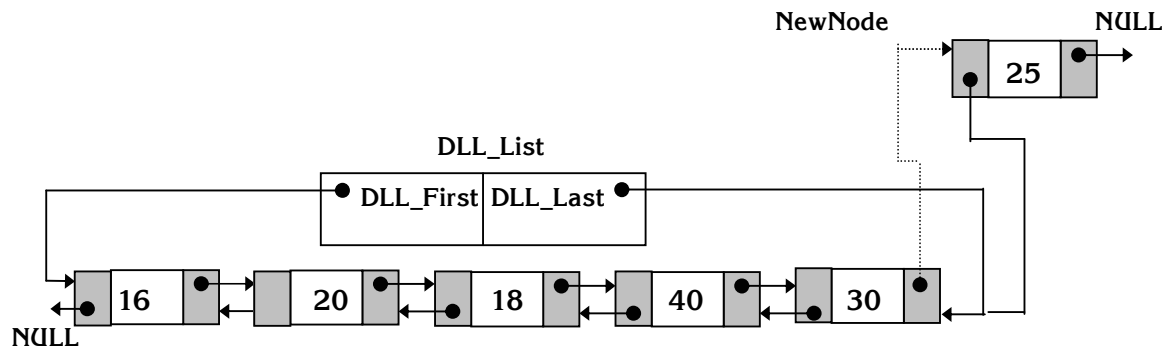 NewNode NULL
25
DLL_List
DLL_First DLL_Last
16 20 18 40 30
NULL